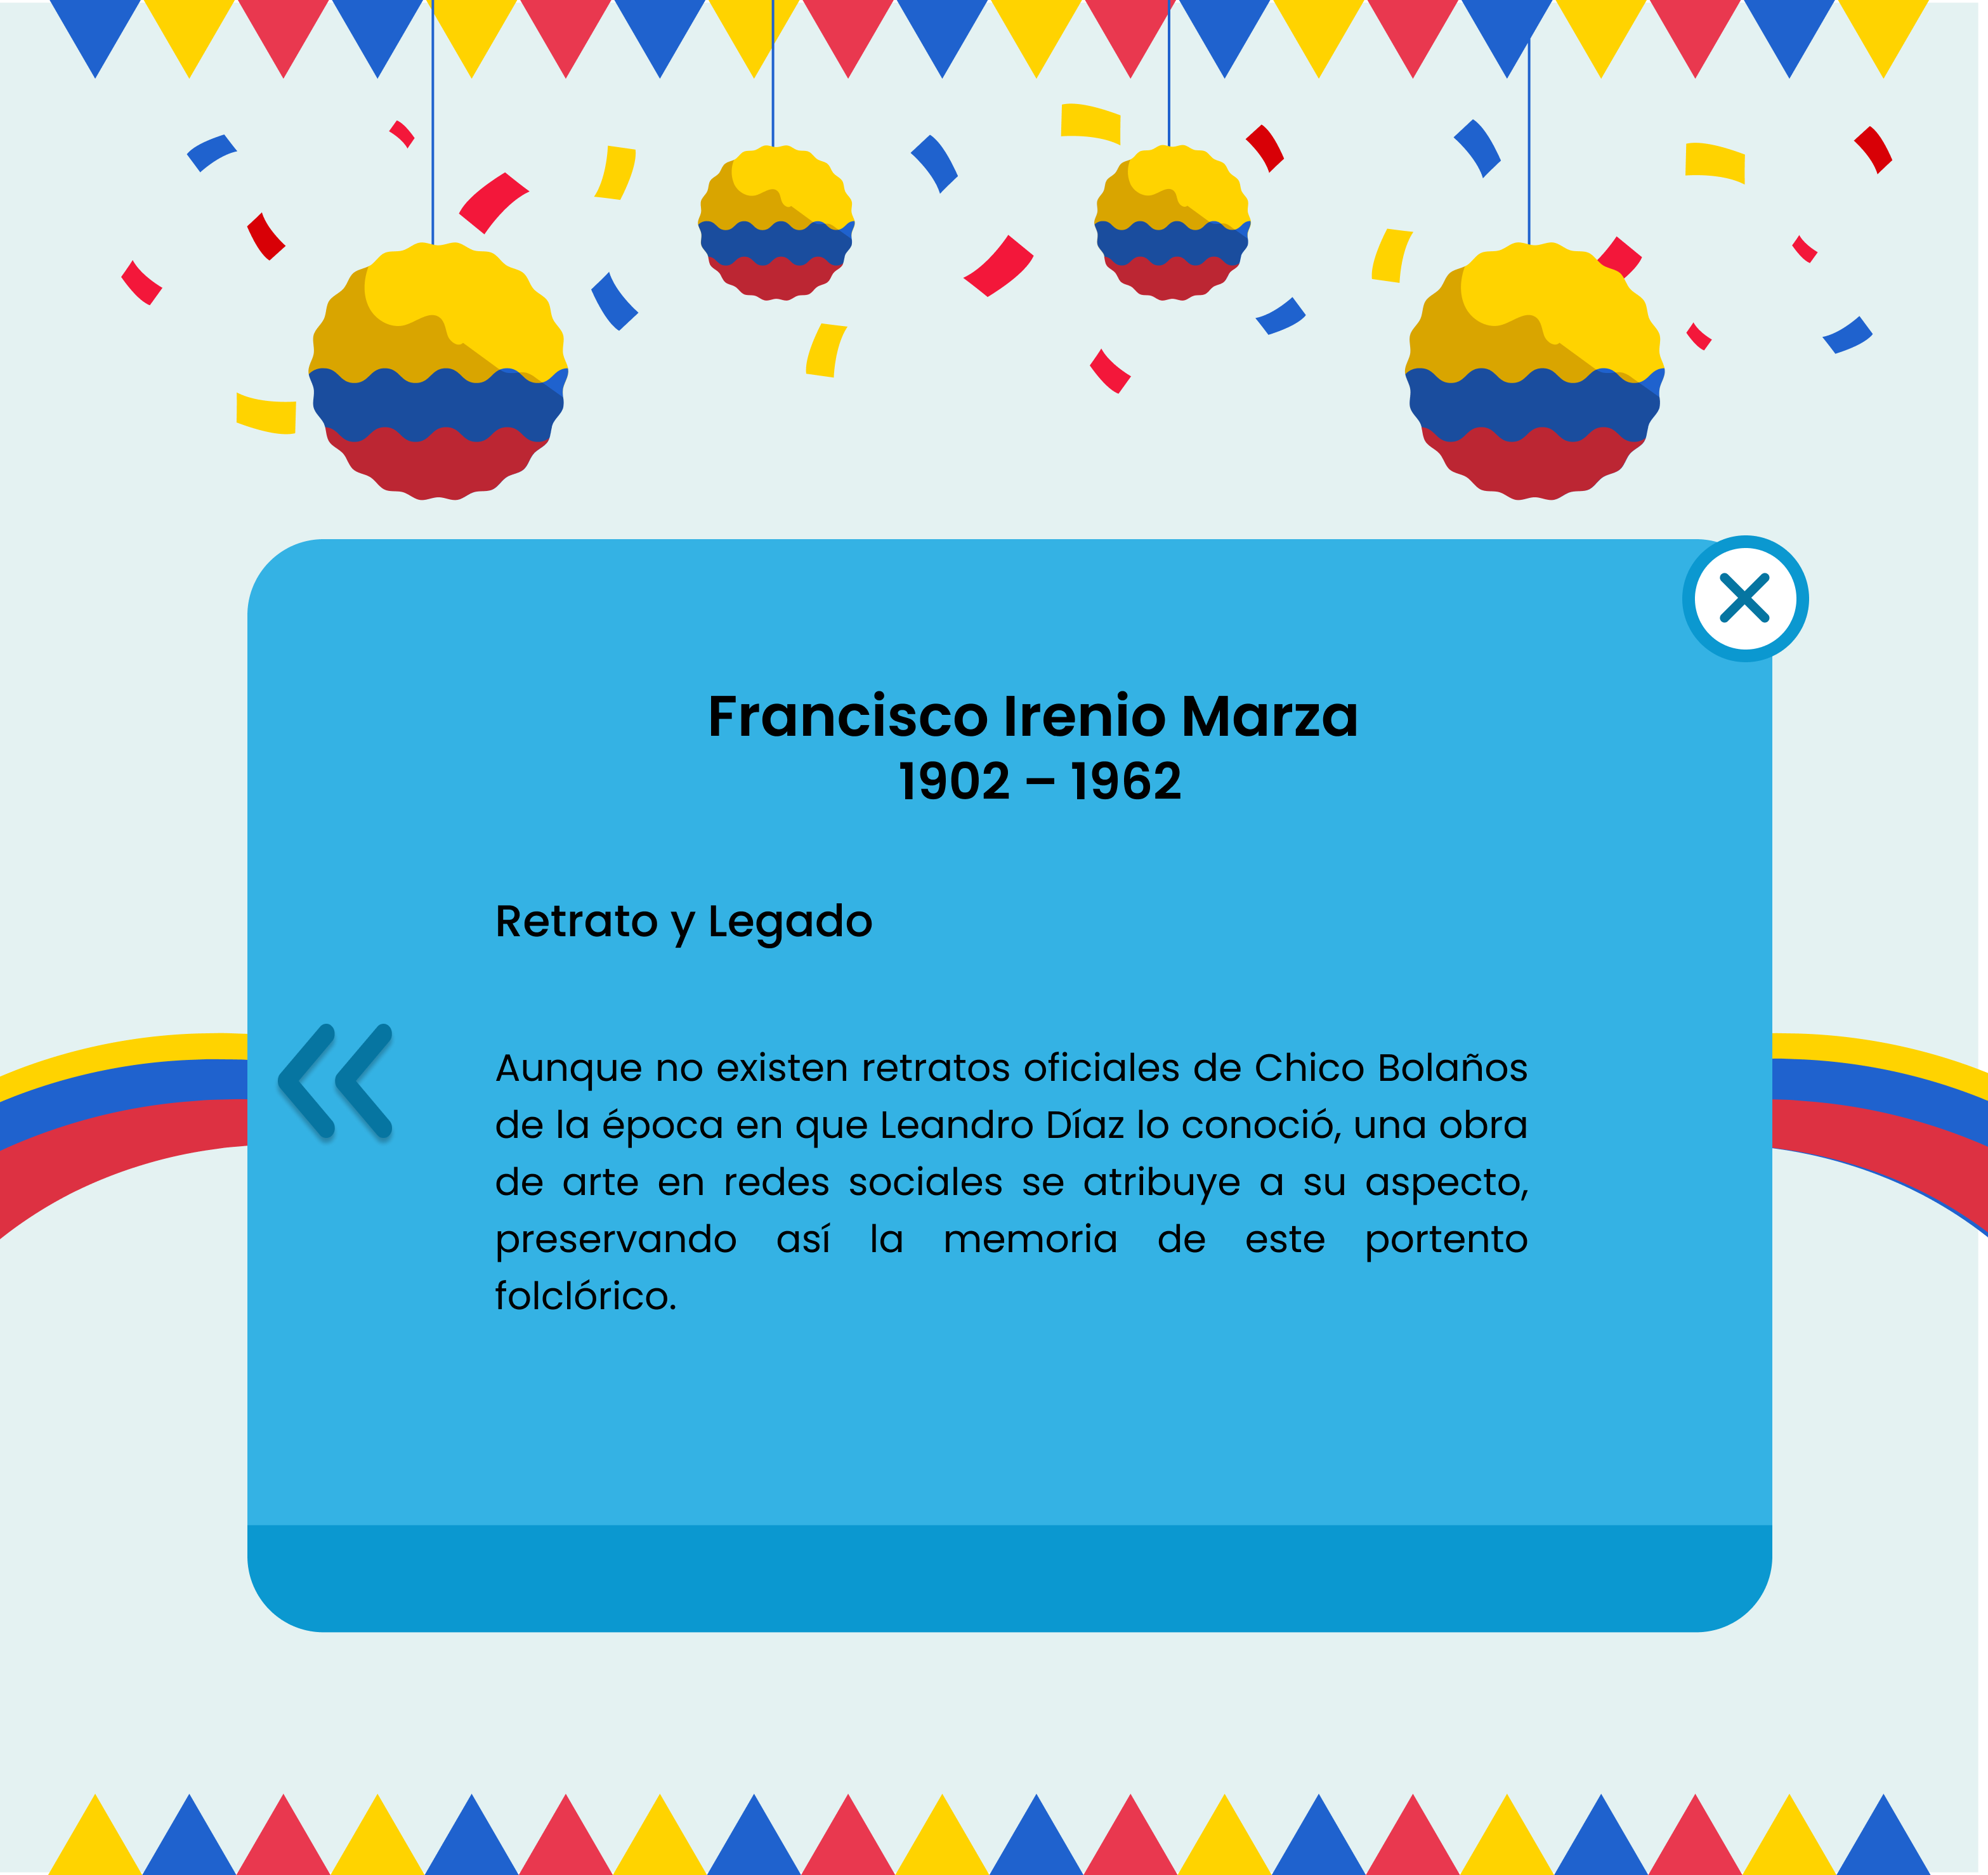 Francisco Irenio Marza
1902 – 1962
Retrato y Legado
Aunque no existen retratos oficiales de Chico Bolaños
de la época en que Leandro Díaz lo conoció, una obra
de arte en redes sociales se atribuye a su aspecto,
preservando así la memoria de este portento
folclórico.